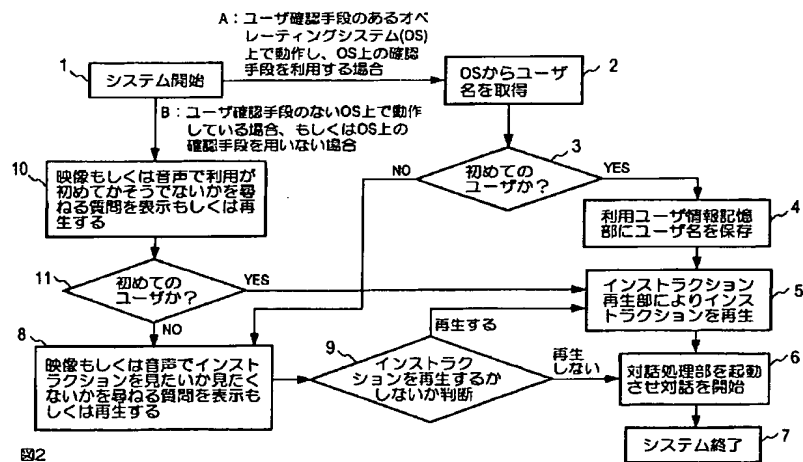 A：ユーザ確認手段のあるオペ
レーティングシステム(OS)
上で動作し、OS上の確認
手段を利用する場合
1
システム開始
2
OSからユーザ
名を取得
B：ユーザ確認手段のないOS上で動作
している場合、もしくはOS上の
確認手段を用いない場合
3
初めての
ユーザか？
NO
YES
10
映像もしくは音声で利用が
初めてかそうでないかを尋
ねる質問を表示もしくは再
生する
4
利用ユーザ情報記憶
部にユーザ名を保存
11
初めての
ユーザか？
YES
NO
5
インストラクション
再生部によりインス
トラクションを再生
8
映像もしくは音声でインスト
ラクションを見たいか見たく
ないかを尋ねる質問を表示も
しくは再生する
9
インストラク
ションを再生するか
しないか判断
再生する
再生
しない
6
対話処理部を起動
させ対話を開始
7
システム終了
図2